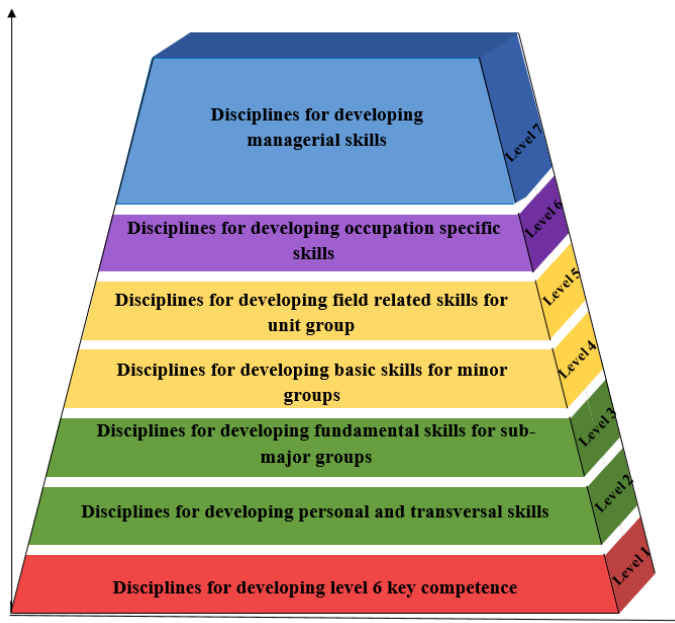 Disciplines for developing
managerial skills
Level 7
Disciplines for developing occupation specific
skills
Level 6
Disciplines for developing field related skills for
unit group
Level 5
Disciplines for developing basic skills for minor
groups
Level 4
Disciplines for developing fundamental skills for sub-
major groups
Level 3
Disciplines for developing personal and transversal skills
Level 2
Disciplines for developing level 6 key competence
Level 1